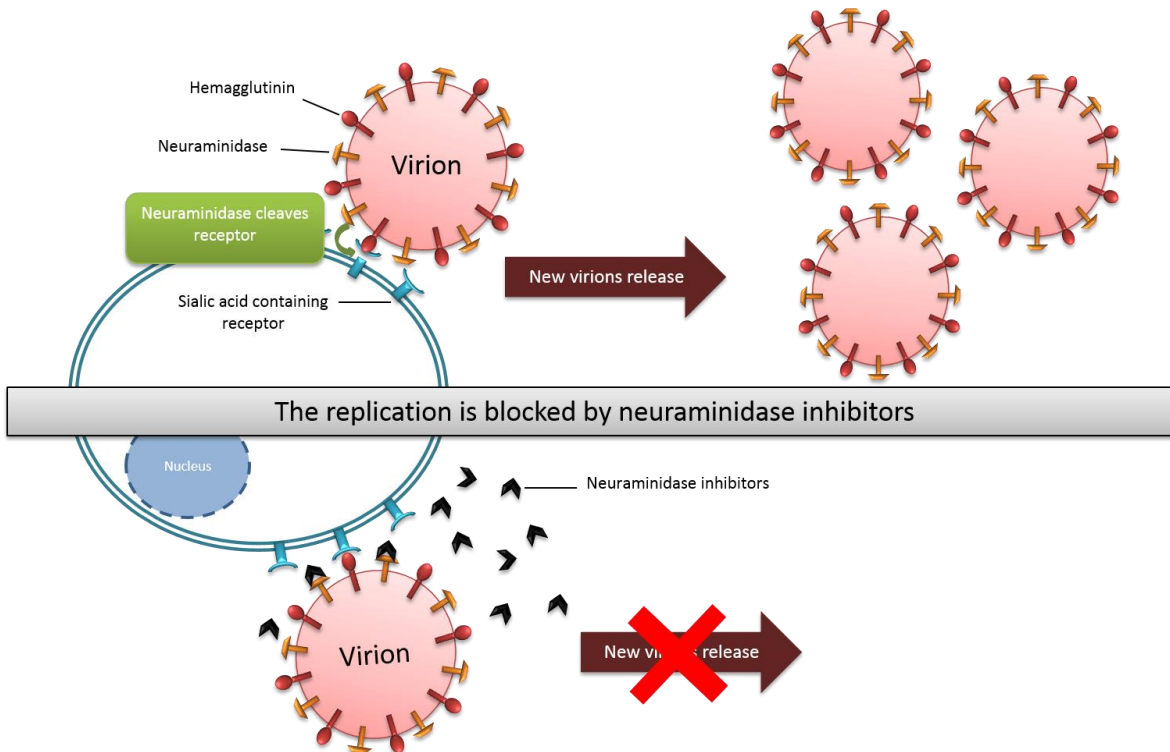 Hemagglutinin
Neuraminidase
Virion
Neuraminidase cleaves
receptor
New virions release
Sialic acid containing
receptor
The replication is blocked by neuraminidase inhibitors
Nucleus
Neuraminidase inhibitors
Virion
New virions release